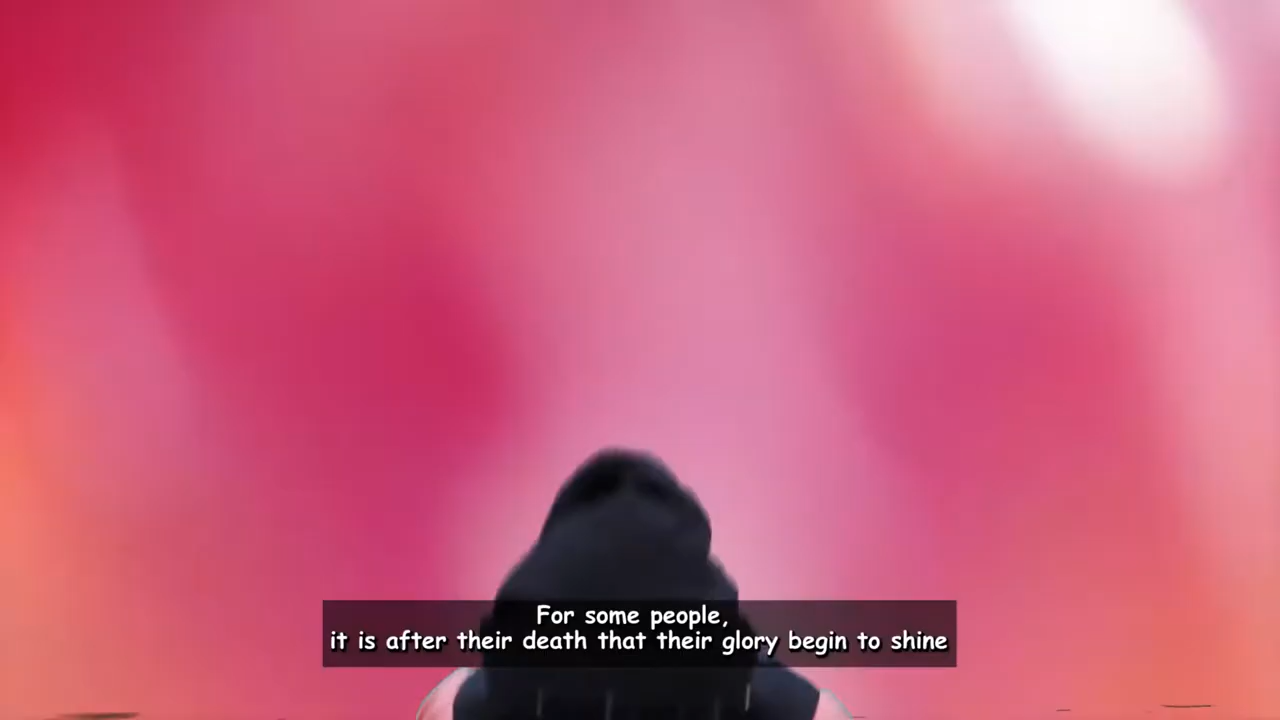 For some people,
it is after their death that their glory begin to shine